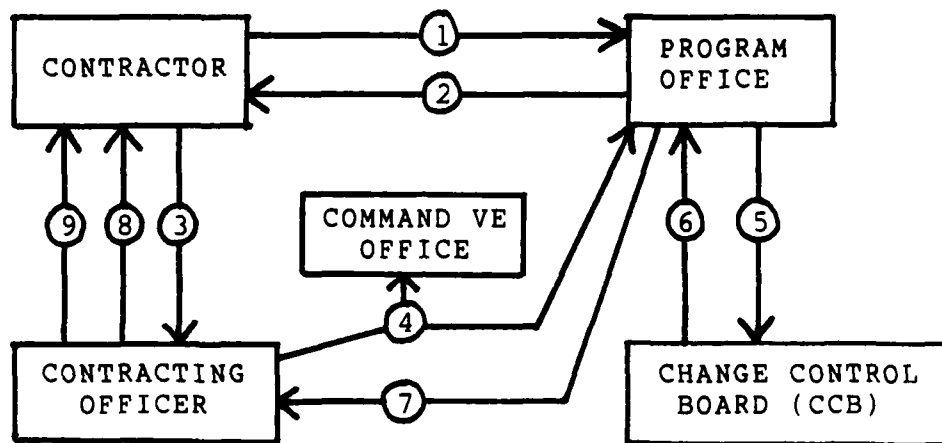 1
CONTRACTOR
PROGRAM
OFFICE
2
9
8
3
COMMAND VE
OFFICE
6
5
4
CONTRACTING
OFFICER
7
CHANGE CONTROL
BOARD (CCB)